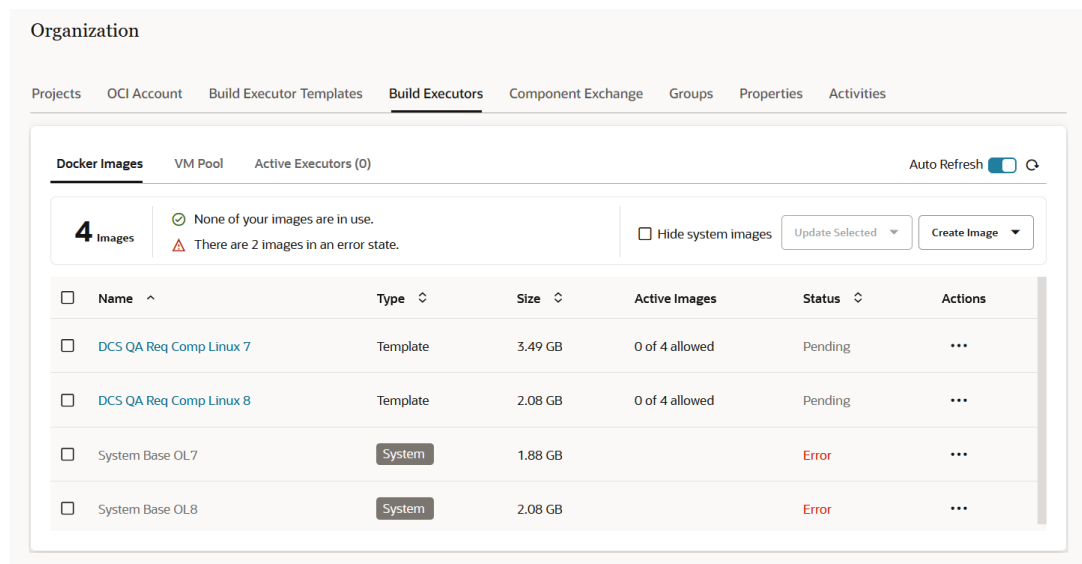 Organization
Projects OCI Account Build Executor Templates Build Executors Component Exchange Groups Properties Activities
Docker Images VM Pool Active Executors (0) Auto Refresh
4 Images
None of your images are in use.
There are 2 images in an error state.
Hide system images Update Selected Create Image
Name Type Size Active Images Status Actions
DCS QA Req Comp Linux 7 Template 3.49 GB 0 of 4 allowed Pending
DCS QA Req Comp Linux 8 Template 2.08 GB 0 of 4 allowed Pending
System Base OL7 System 1.88 GB Error
System Base OL8 System 2.08 GB Error